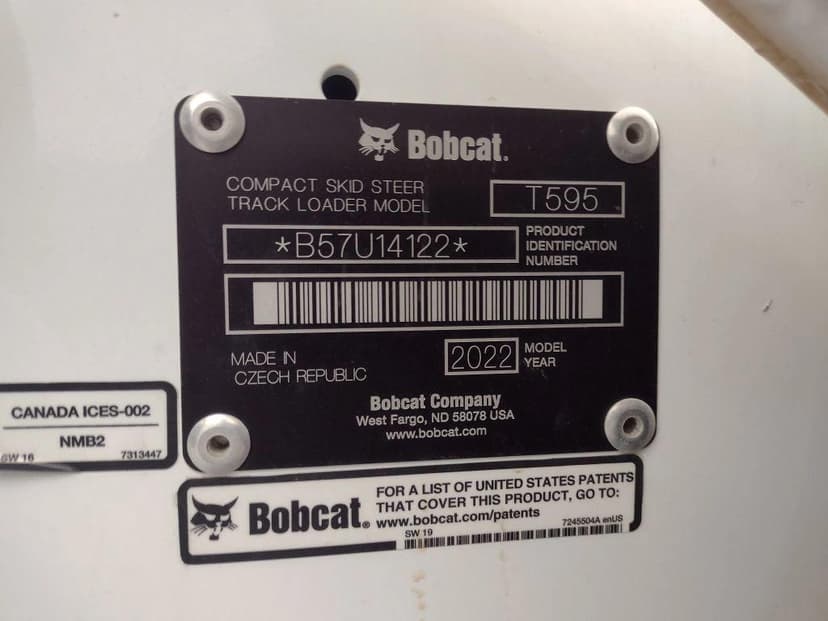 Bobcat.
COMPACT SKID STEER
TRACK LOADER MODEL
T595
*B57U14122*
PRODUCT
IDENTIFICATION
NUMBER
MADE IN
CZECH REPUBLIC
2022
MODEL
YEAR
Bobcat Company
West Fargo, ND 58078 USA
www.bobcat.com
CANADA ICES-002
NMB2
SW 16 7313447
Bobcat®
FOR A LIST OF UNITED STATES PATENTS
THAT COVER THIS PRODUCT, GO TO:
www.bobcat.com/patents
SW 19
7245504A enUS